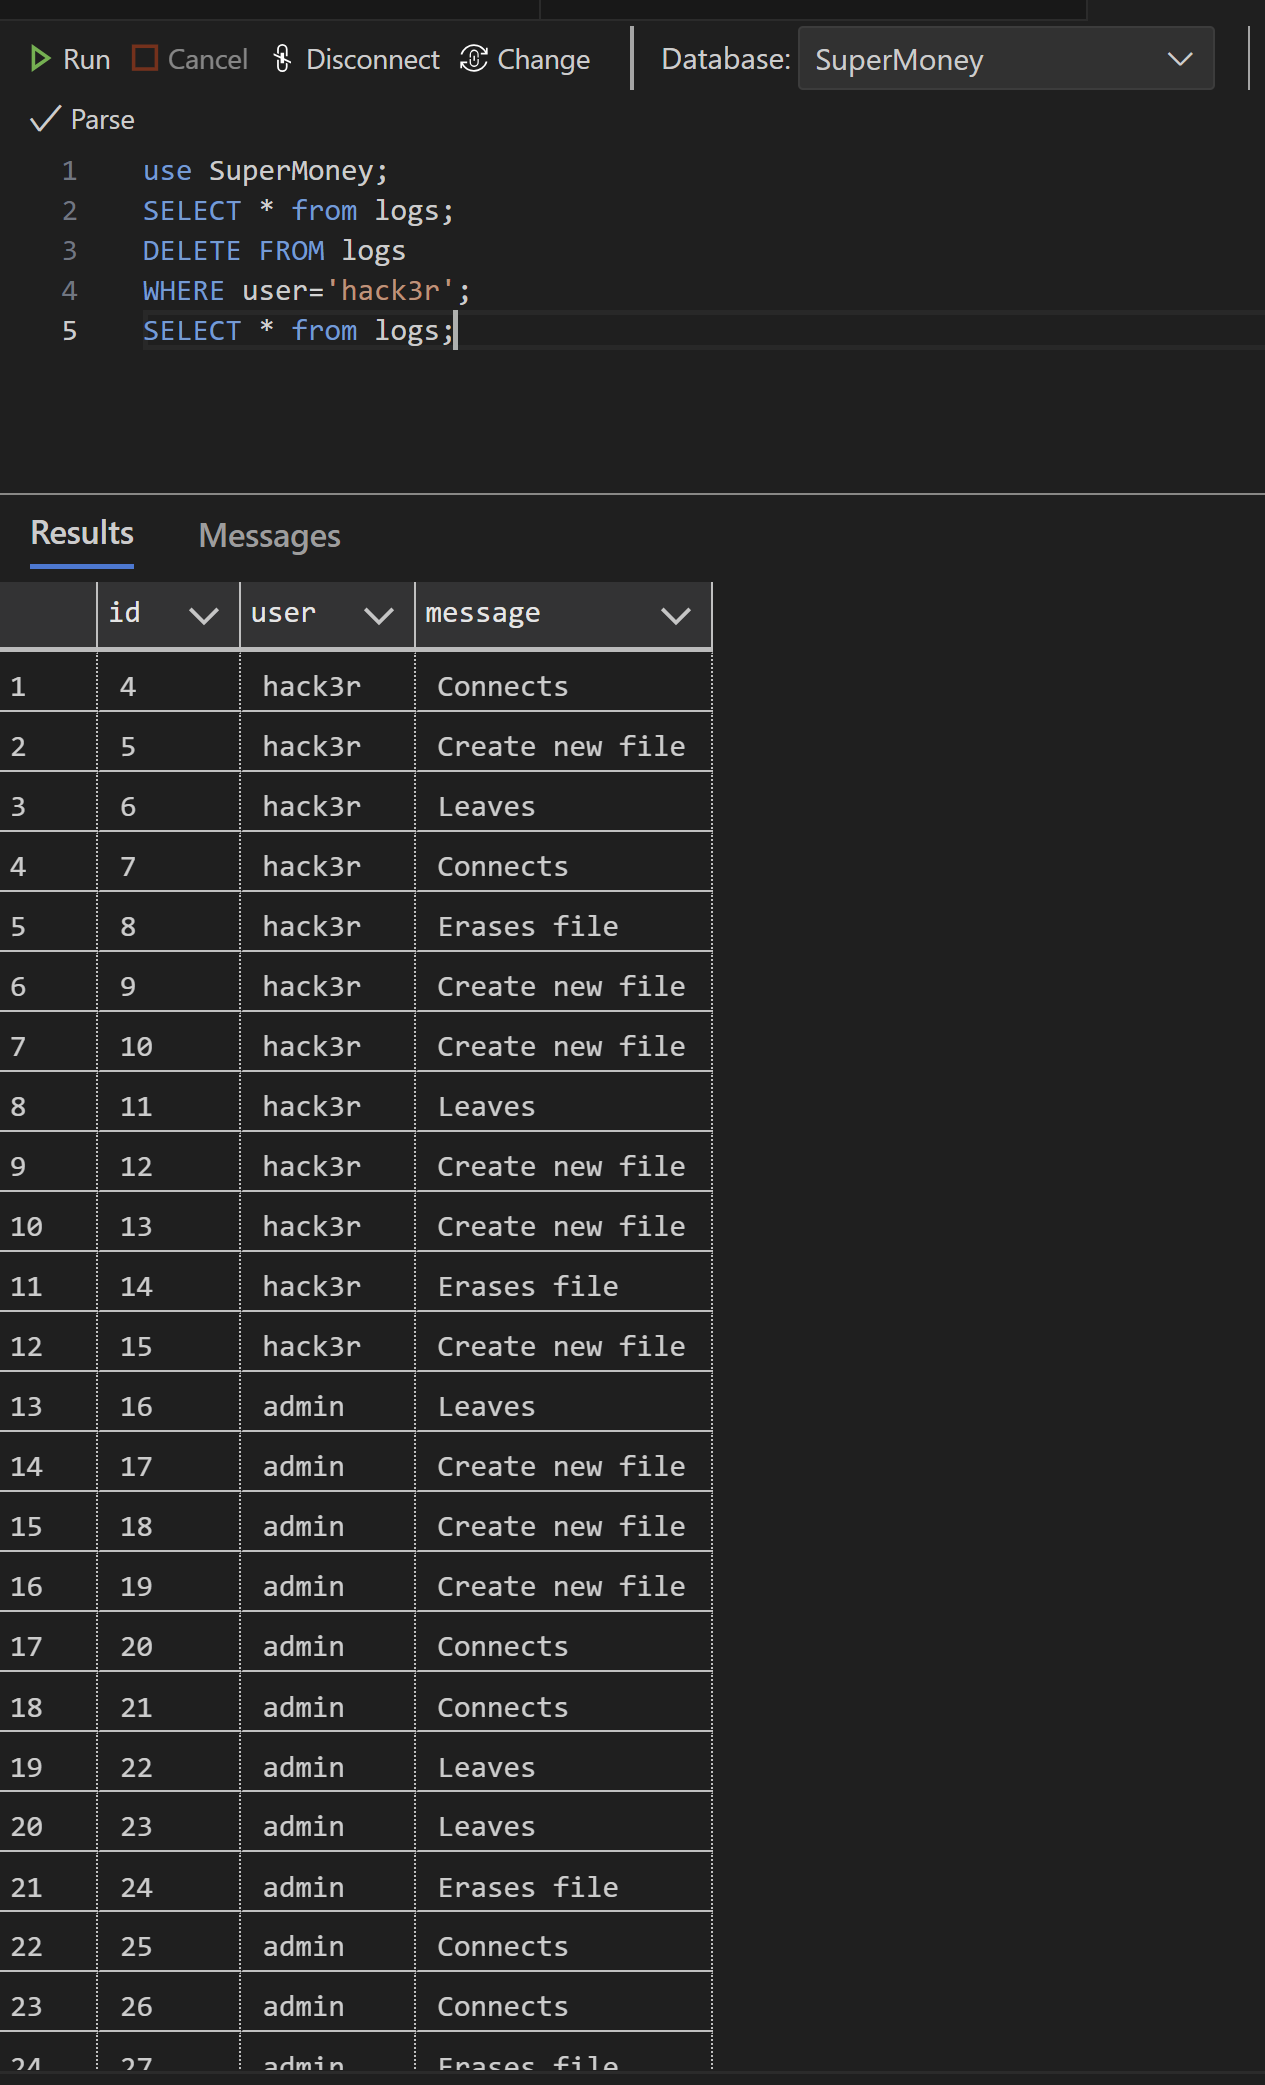 Run Cancel Disconnect Change Database: SuperMoney
Parse
1 use SuperMoney;
2 SELECT * from logs;
3 DELETE FROM logs
4 WHERE user='hack3r';
5 SELECT * from logs;
Results Messages
id user message
1 4 hack3r Connects
2 5 hack3r Create new file
3 6 hack3r Leaves
4 7 hack3r Connects
5 8 hack3r Erases file
6 9 hack3r Create new file
7 10 hack3r Create new file
8 11 hack3r Leaves
9 12 hack3r Create new file
10 13 hack3r Create new file
11 14 hack3r Erases file
12 15 hack3r Create new file
13 16 admin Leaves
14 17 admin Create new file
15 18 admin Create new file
16 19 admin Create new file
17 20 admin Connects
18 21 admin Connects
19 22 admin Leaves
20 23 admin Leaves
21 24 admin Erases file
22 25 admin Connects
23 26 admin Connects
24 27 admin Erases file